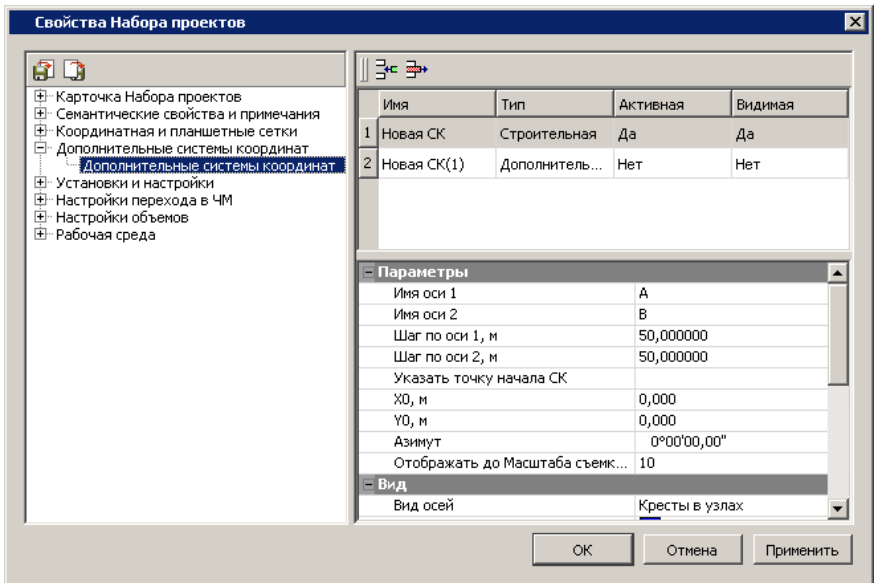 Свойства Набора проектов
Карточка Набора проектов
Семантические свойства и примечания
Координатная и планшетные сетки
Дополнительные системы координат
Дополнительные системы координат
Установки и настройки
Настройки перехода в ЧМ
Настройки объемов
Рабочая среда
Имя Тип Активная Видимая
1 Новая СК Строительная Да Да
2 Новая СК(1) Дополнитель... Нет Нет
Параметры
Имя оси 1 A
Имя оси 2 B
Шаг по оси 1, м 50,000000
Шаг по оси 2, м 50,000000
Указать точку начала СК
X0, м 0,000
Y0, м 0,000
Азимут 0°00'00,00"
Отображать до Масштаба съемк... 10
Вид
Вид осей Кресты в узлах
ОК Отмена Применить